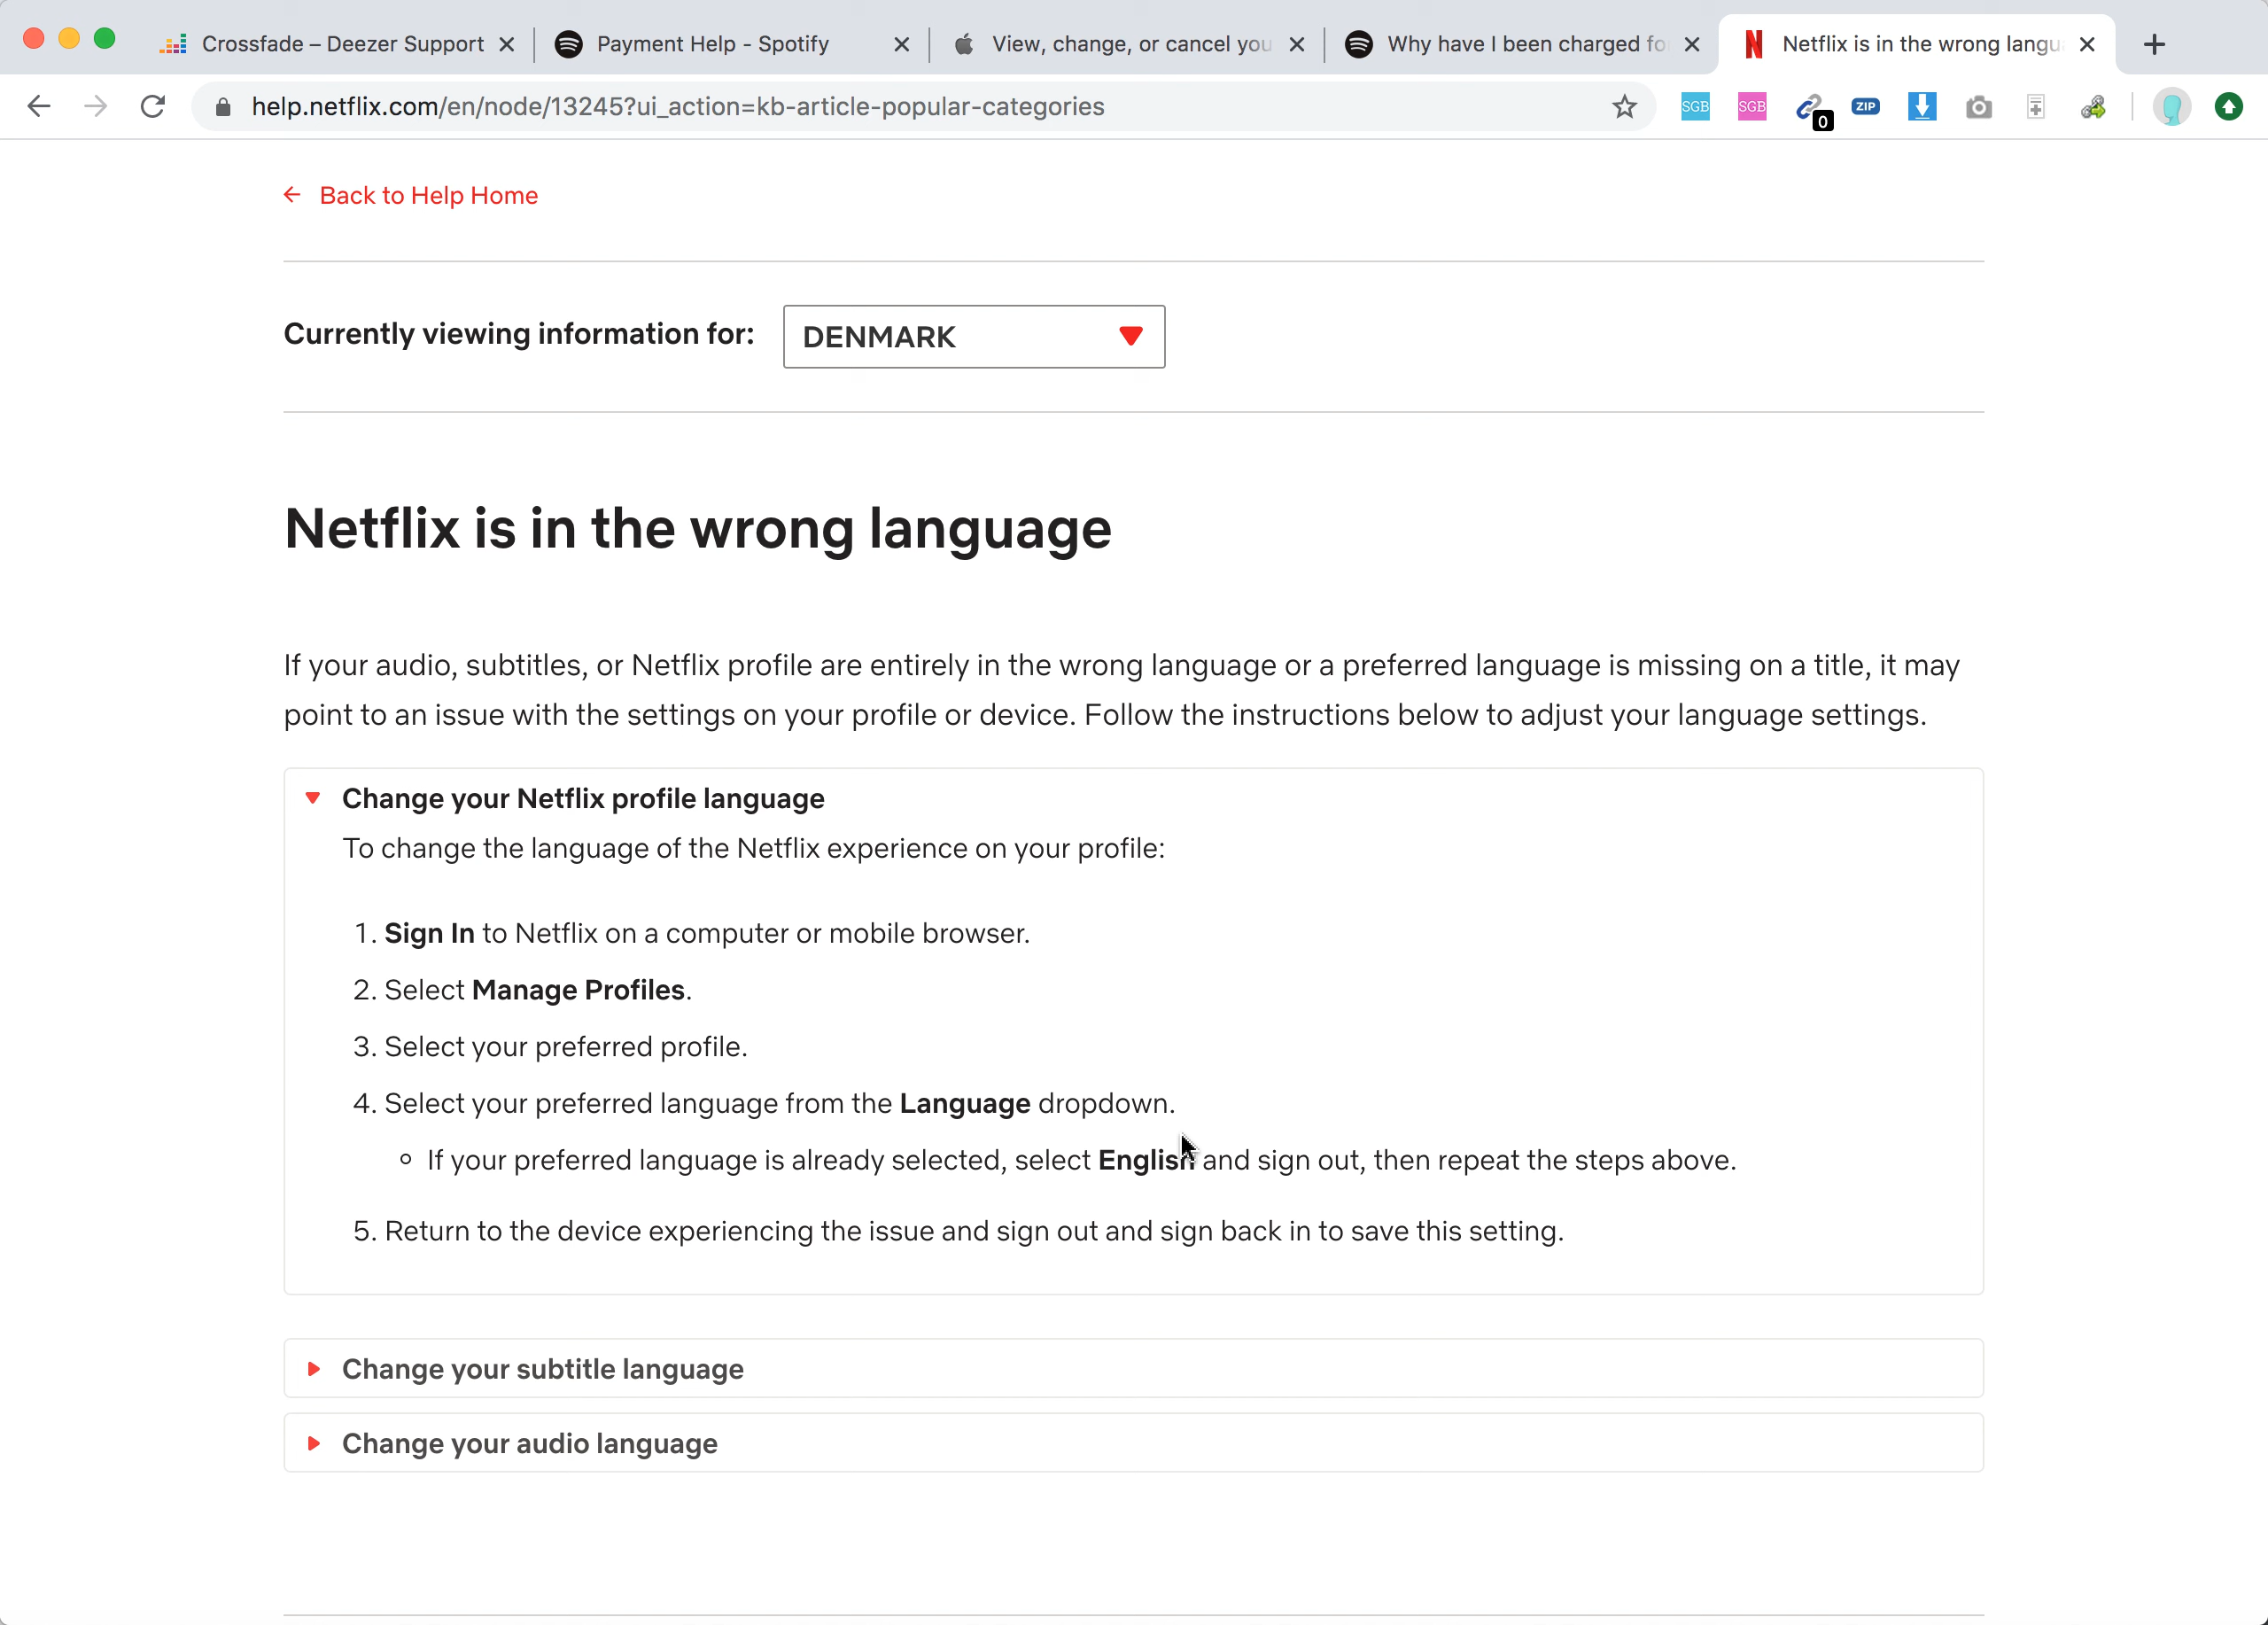 Crossfade – Deezer Support
Payment Help - Spotify
View, change, or cancel you
Why have I been charged fo
Netflix is in the wrong langu
help.netflix.com/en/node/13245?ui_action=kb-article-popular-categories
SGB
SGB
0
ZIP
Back to Help Home
Currently viewing information for:
DENMARK
Netflix is in the wrong language
If your audio, subtitles, or Netflix profile are entirely in the wrong language or a preferred language is missing on a title, it may
point to an issue with the settings on your profile or device. Follow the instructions below to adjust your language settings.
Change your Netflix profile language
To change the language of the Netflix experience on your profile:
1. Sign In to Netflix on a computer or mobile browser.
2. Select Manage Profiles.
3. Select your preferred profile.
4. Select your preferred language from the Language dropdown.
If your preferred language is already selected, select English and sign out, then repeat the steps above.
5. Return to the device experiencing the issue and sign out and sign back in to save this setting.
Change your subtitle language
Change your audio language